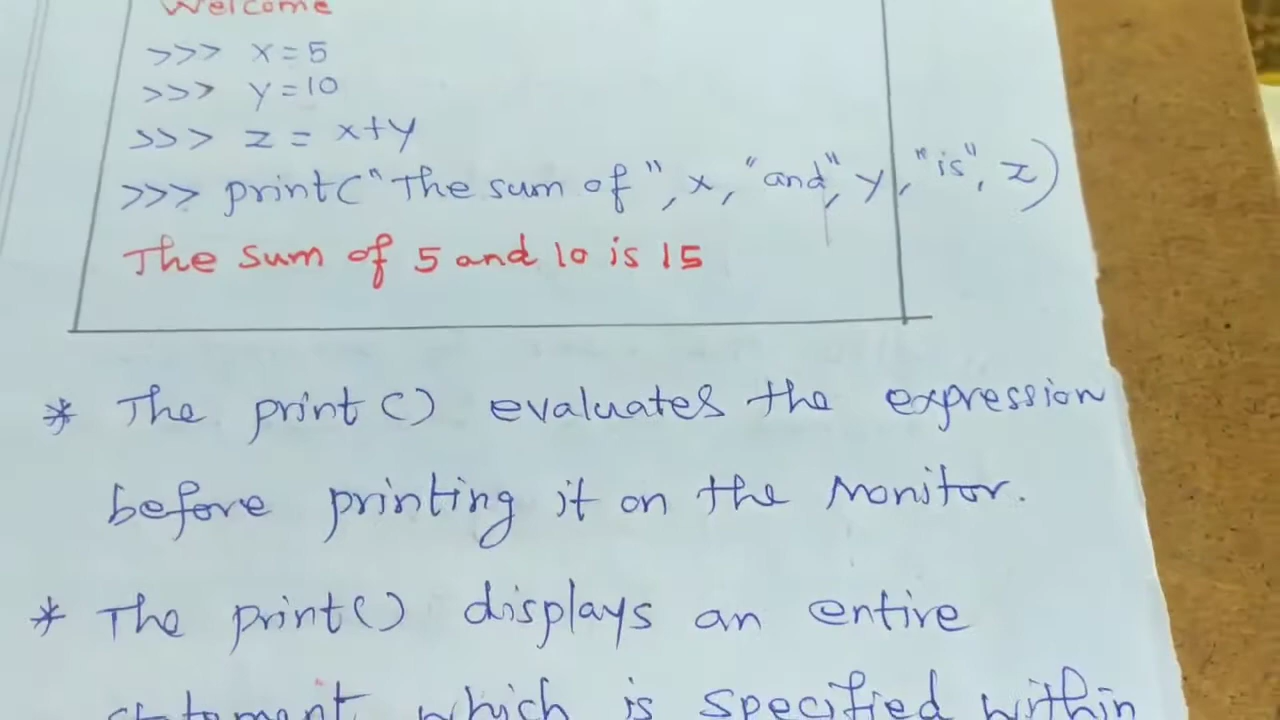 Welcome
>>> x=5
>>> y=10
>>> z = x+y
>>> print("The sum of", x, "and", y, "is", z)
The sum of 5 and 10 is 15
* The print() evaluates the expression
before printing it on the monitor.
* The print() displays an entire
statement which is specified within